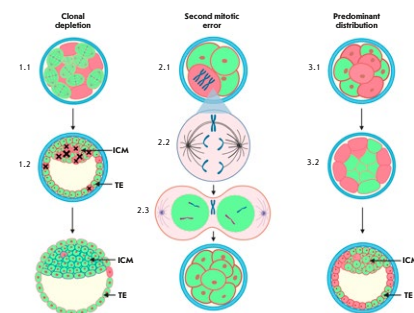 Clonal
depletion
Second mitotic
error
Predominant
distribution
1.1
2.1
3.1
2.2
1.2
ICM
TE
3.2
2.3
ICM
TE
ICM
TE